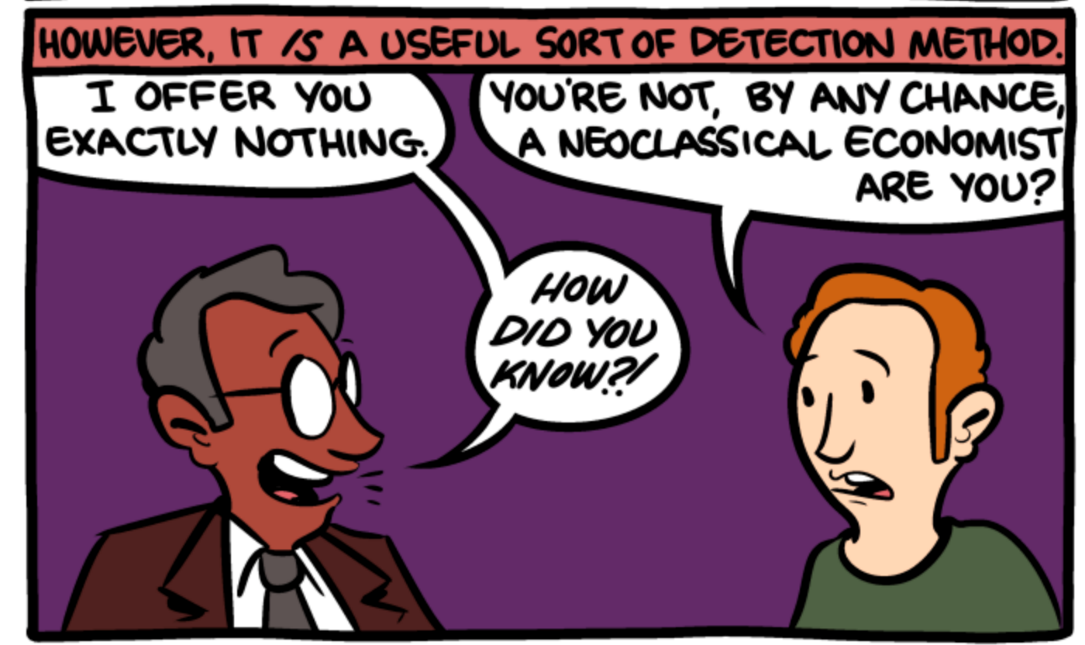 HOWEVER, IT IS A USEFUL SORT OF DETECTION METHOD.
I OFFER YOU
EXACTLY NOTHING.
YOU'RE NOT, BY ANY CHANCE,
A NEOCLASSICAL ECONOMIST
ARE YOU?
HOW
DID YOU
KNOW?!